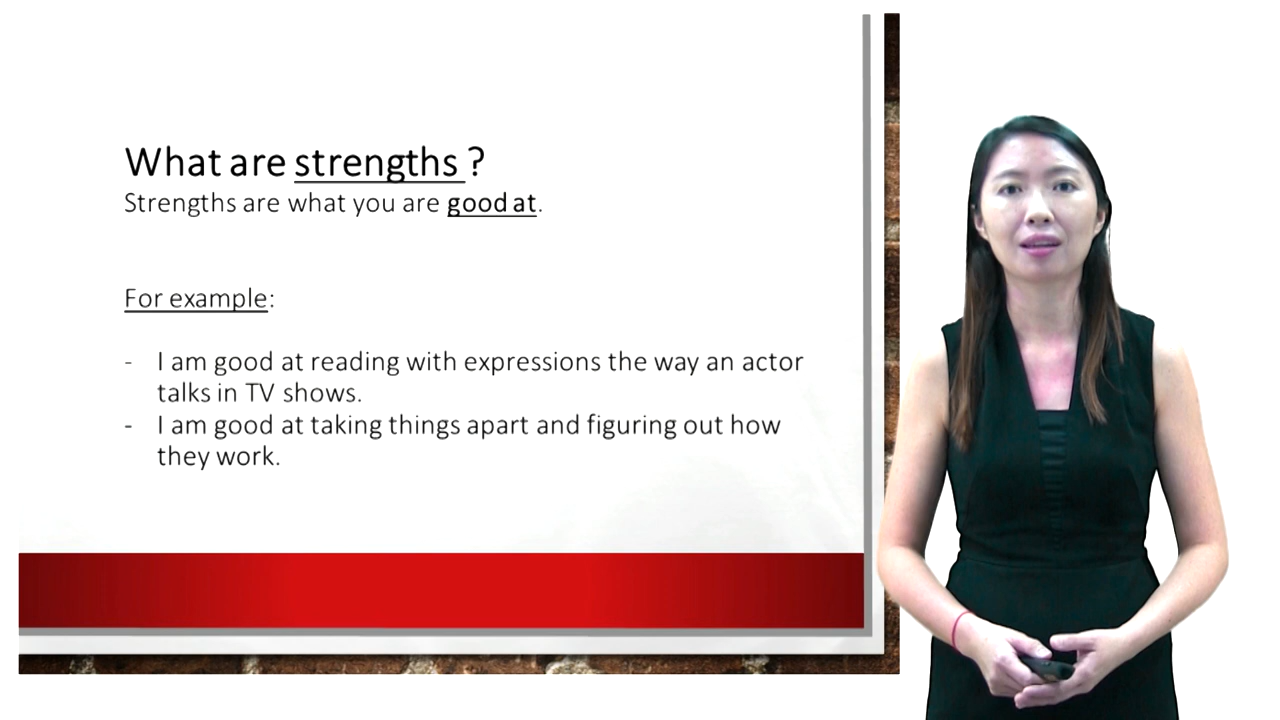 What are strengths ?
Strengths are what you are good at.
For example:
- I am good at reading with expressions the way an actor
talks in TV shows.
- I am good at taking things apart and figuring out how
they work.